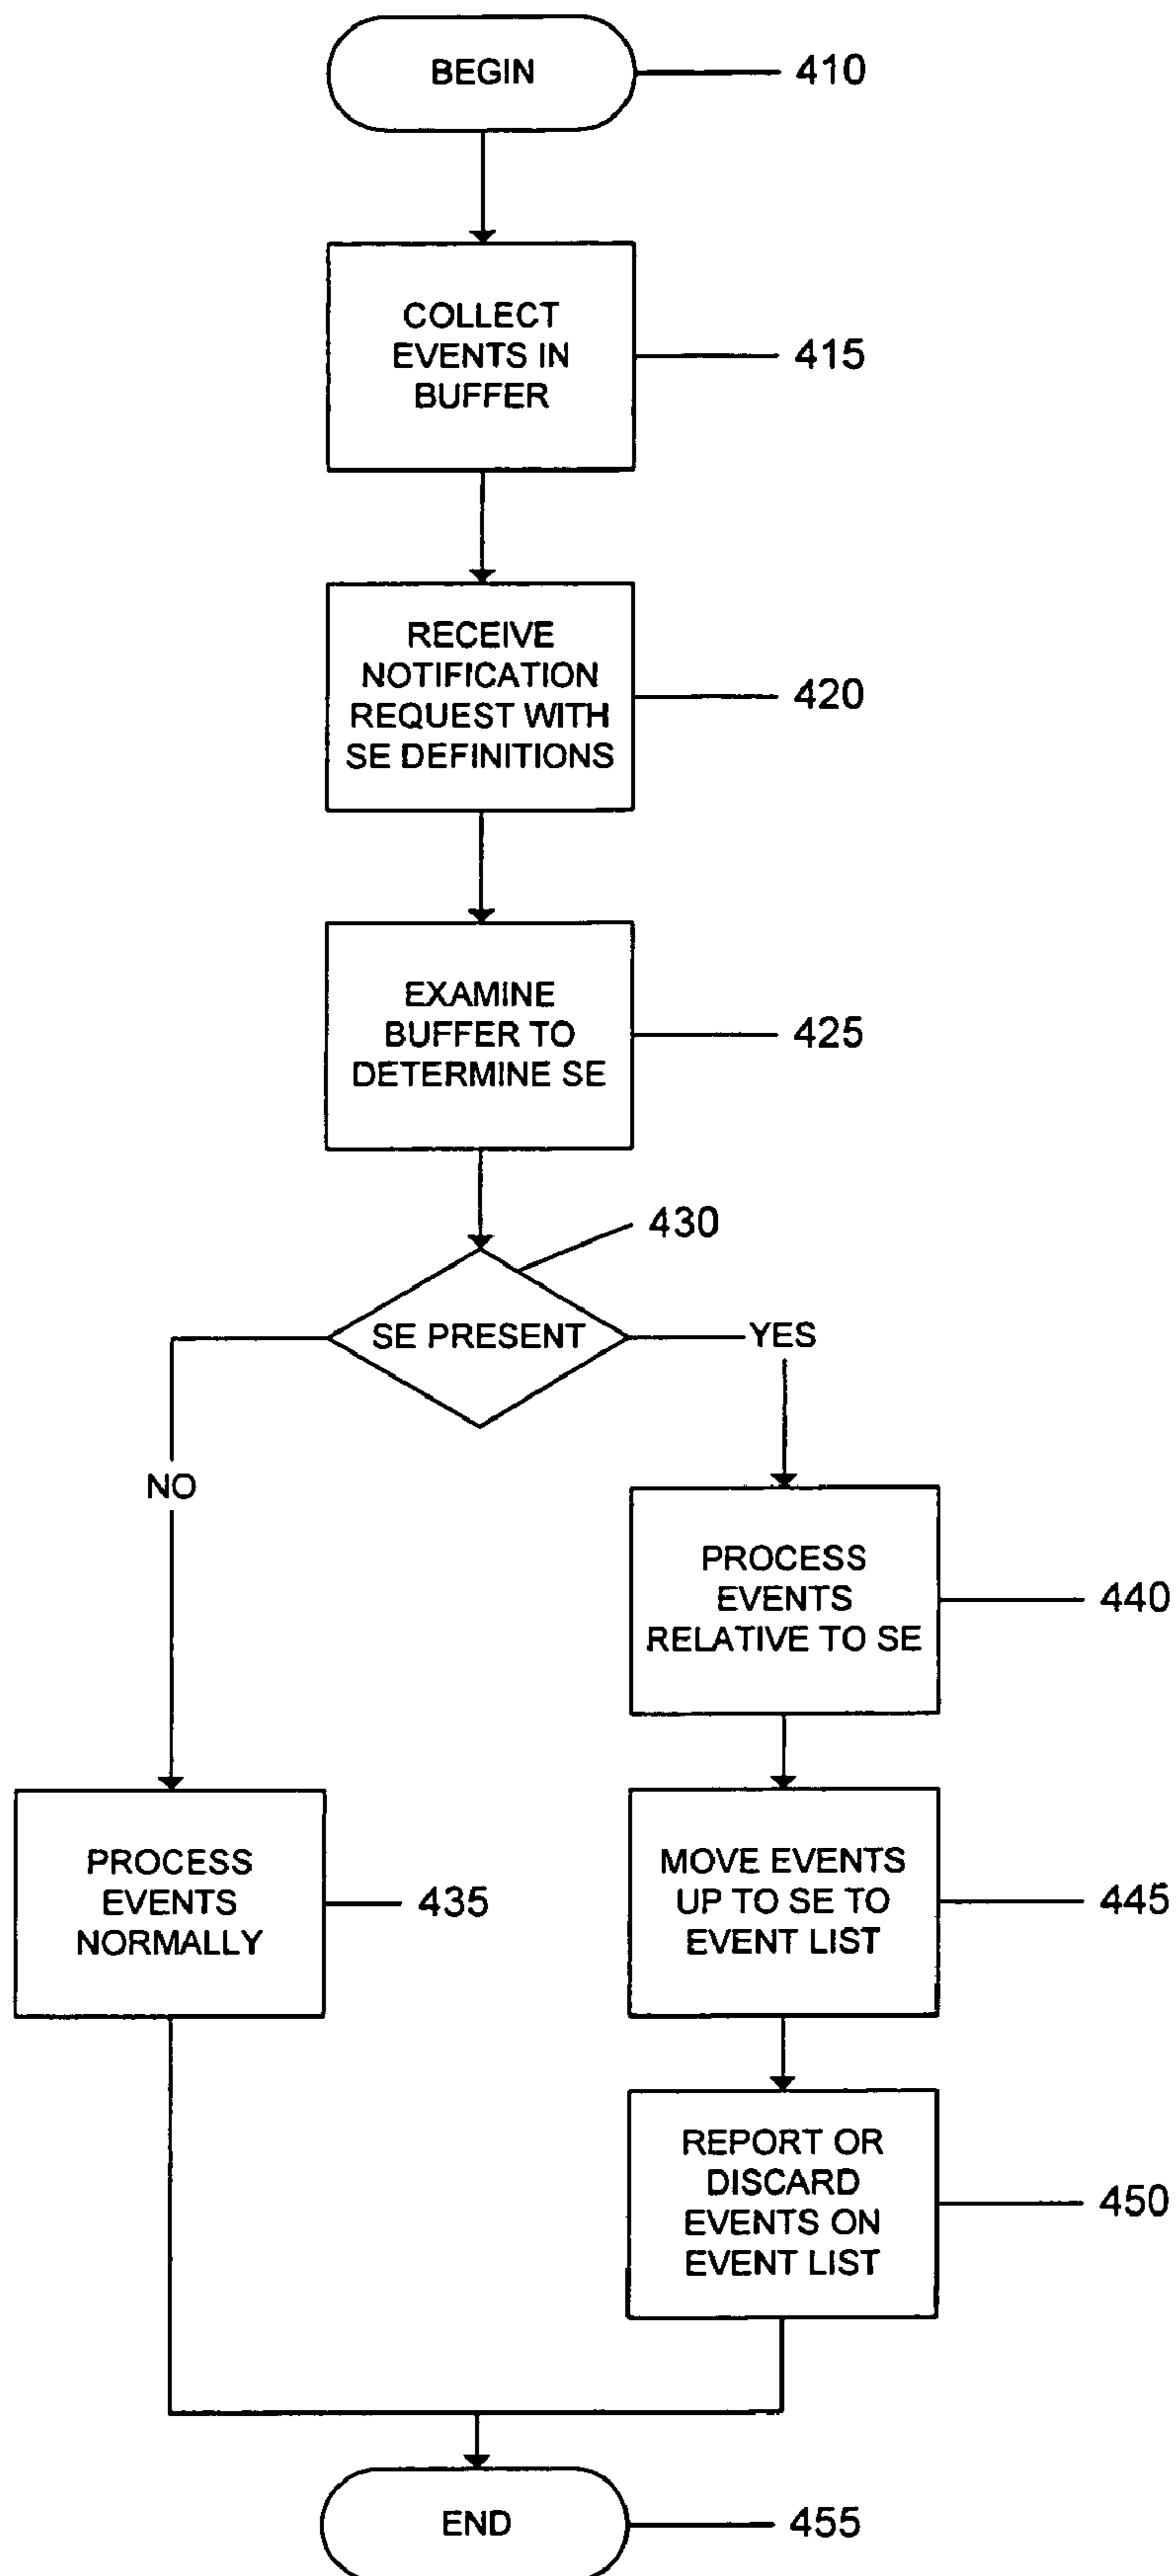 BEGIN
410
COLLECT
EVENTS IN
BUFFER
415
RECEIVE
NOTIFICATION
REQUEST WITH
SE DEFINITIONS
420
EXAMINE
BUFFER TO
DETERMINE SE
425
430
SE PRESENT
YES
NO
PROCESS
EVENTS
RELATIVE TO SE
440
PROCESS
EVENTS
NORMALLY
435
MOVE EVENTS
UP TO SE TO
EVENT LIST
445
REPORT OR
DISCARD
EVENTS ON
EVENT LIST
450
END
455